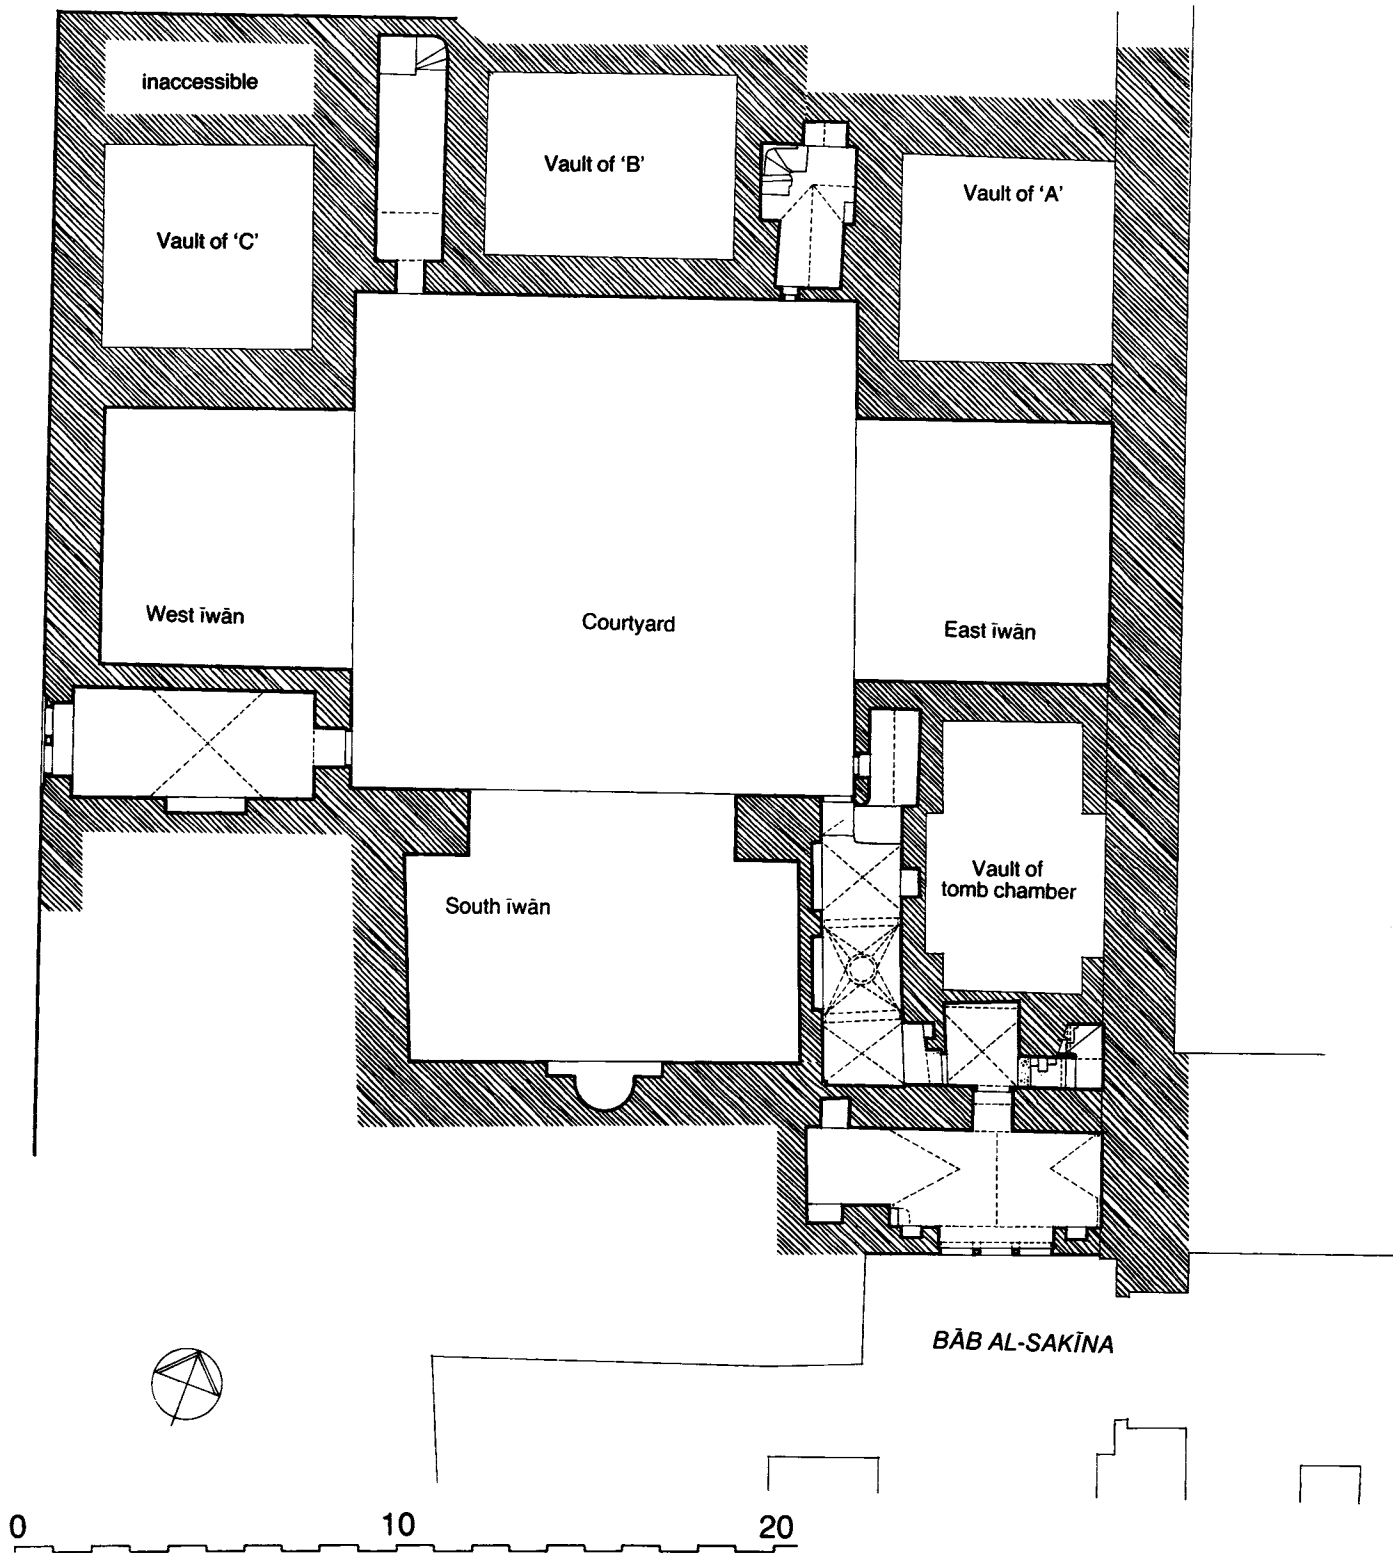 inaccessible
Vault of 'B'
Vault of 'A'
Vault of 'C'
West īwān
Courtyard
East īwān
Vault of
tomb chamber
South īwān
BĀB AL-SAKĪNA
0 10 20